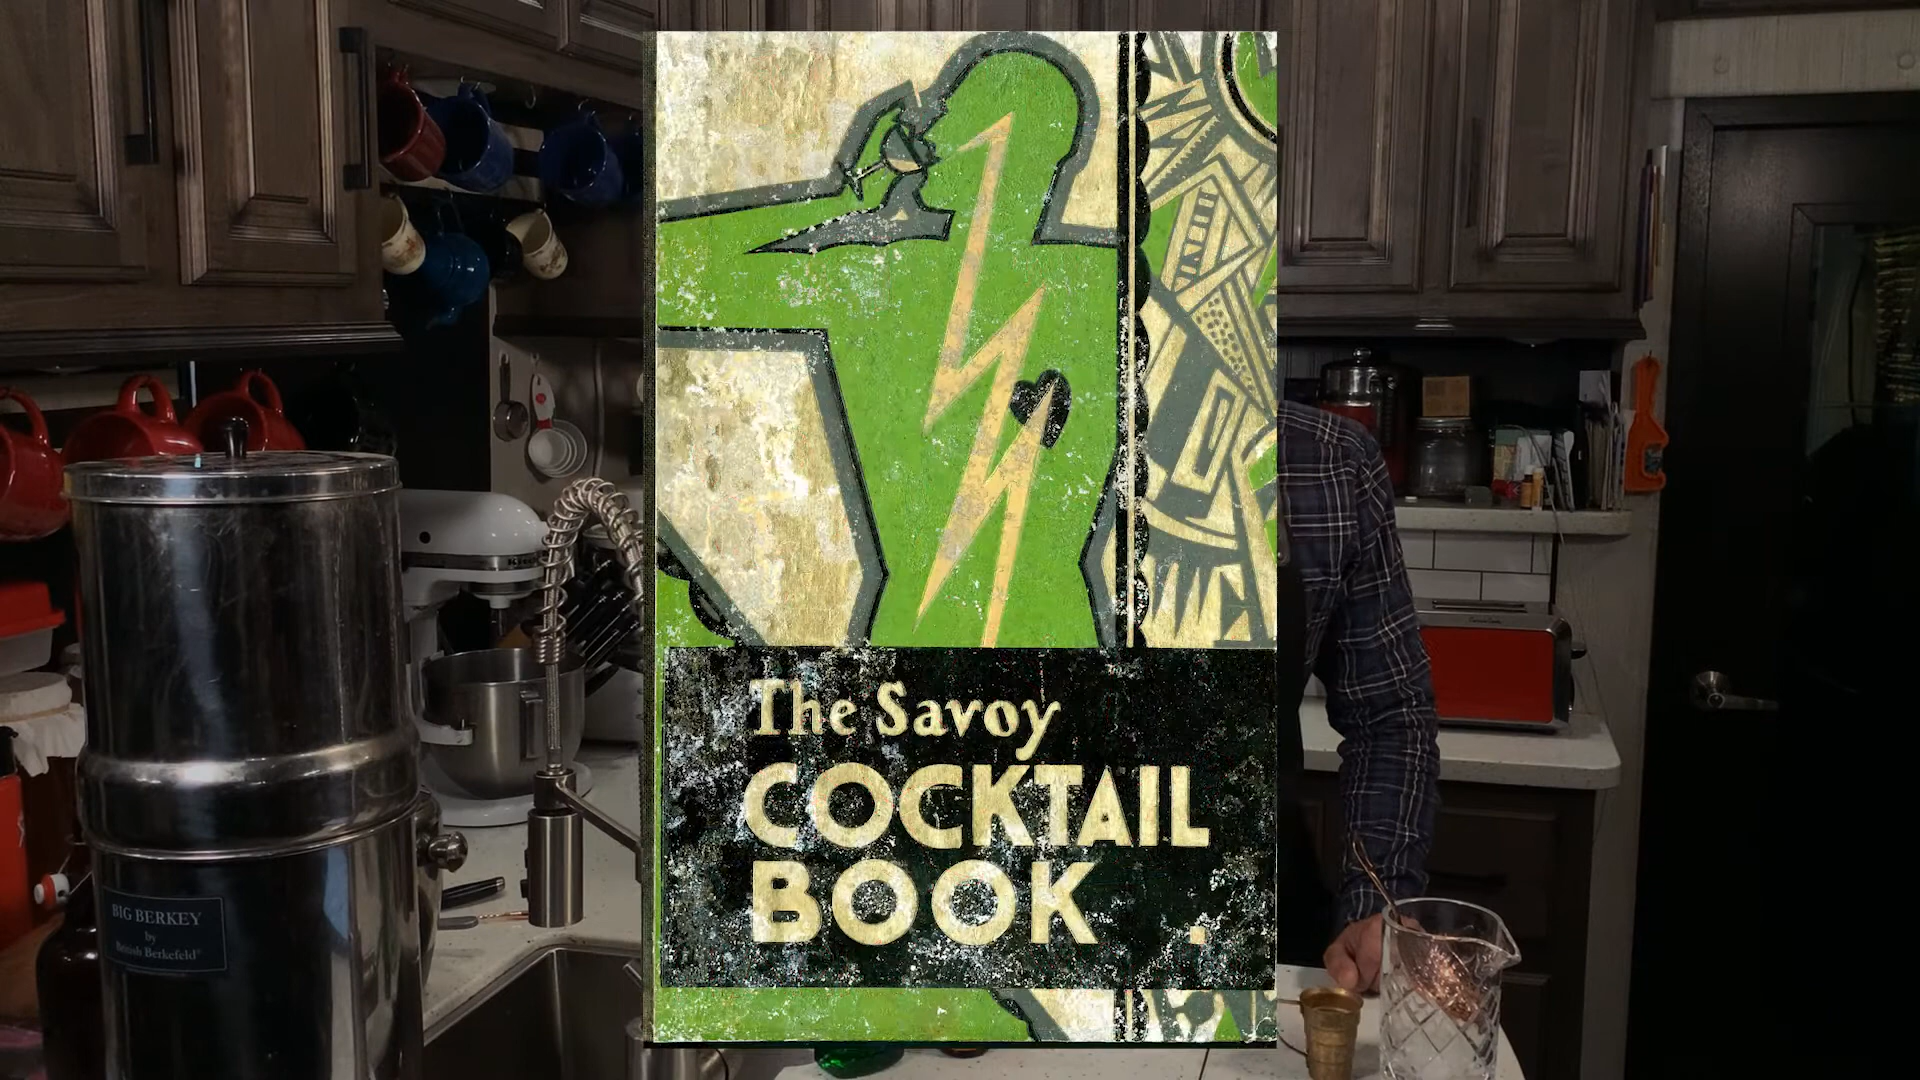 The Savoy
COCKTAIL
BOOK
BIG BERKEY
by
British Berkefeld®